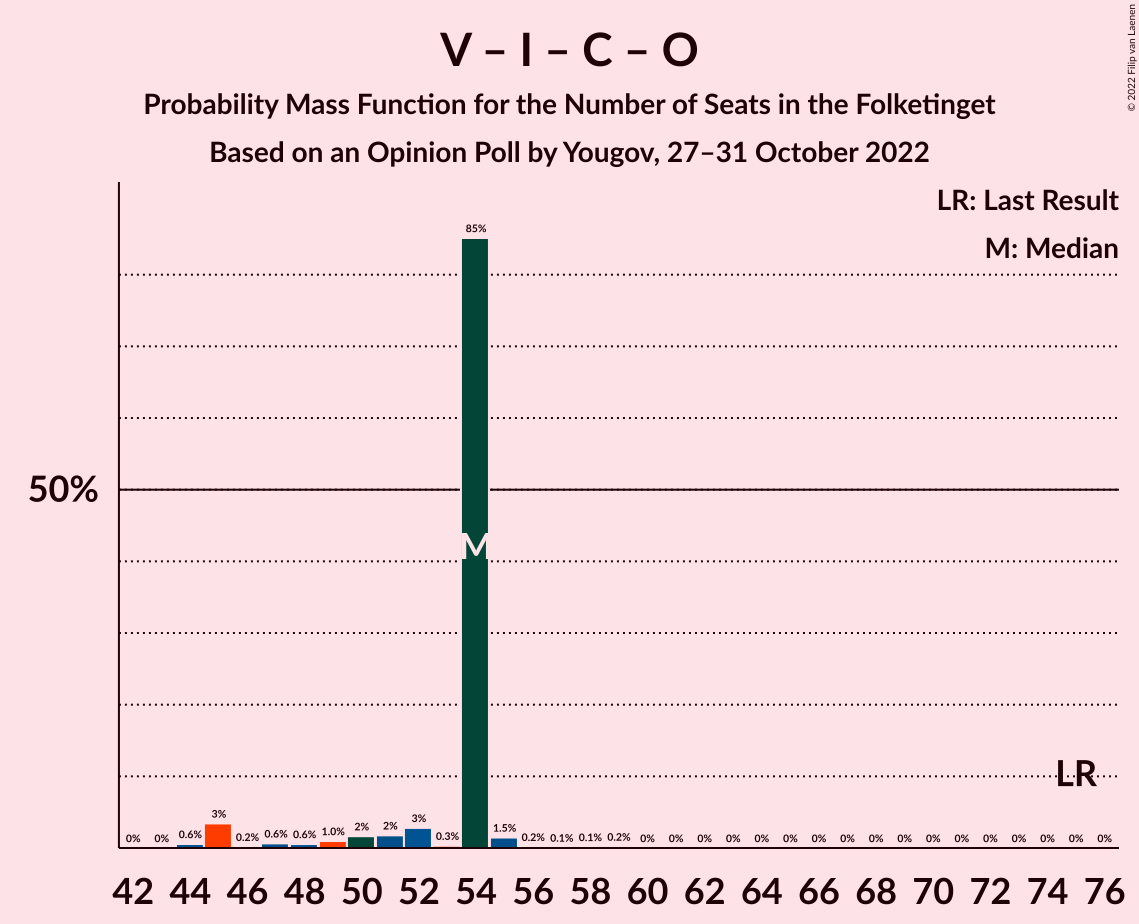 V – I – C – O
Probability Mass Function for the Number of Seats in the Folketinget
Based on an Opinion Poll by Yougov, 27–31 October 2022
© 2022 Filip van Laenen
LR: Last Result
M: Median
85%
50%
M
LR
0% 0% 0.6% 3% 0.2% 0.6% 0.6% 1.0% 2% 2% 3% 0.3% 1.5% 0.2% 0.1% 0.1% 0.2% 0% 0% 0% 0% 0% 0% 0% 0% 0% 0% 0% 0% 0% 0% 0% 0% 0%
42 44 46 48 50 52 54 56 58 60 62 64 66 68 70 72 74 76